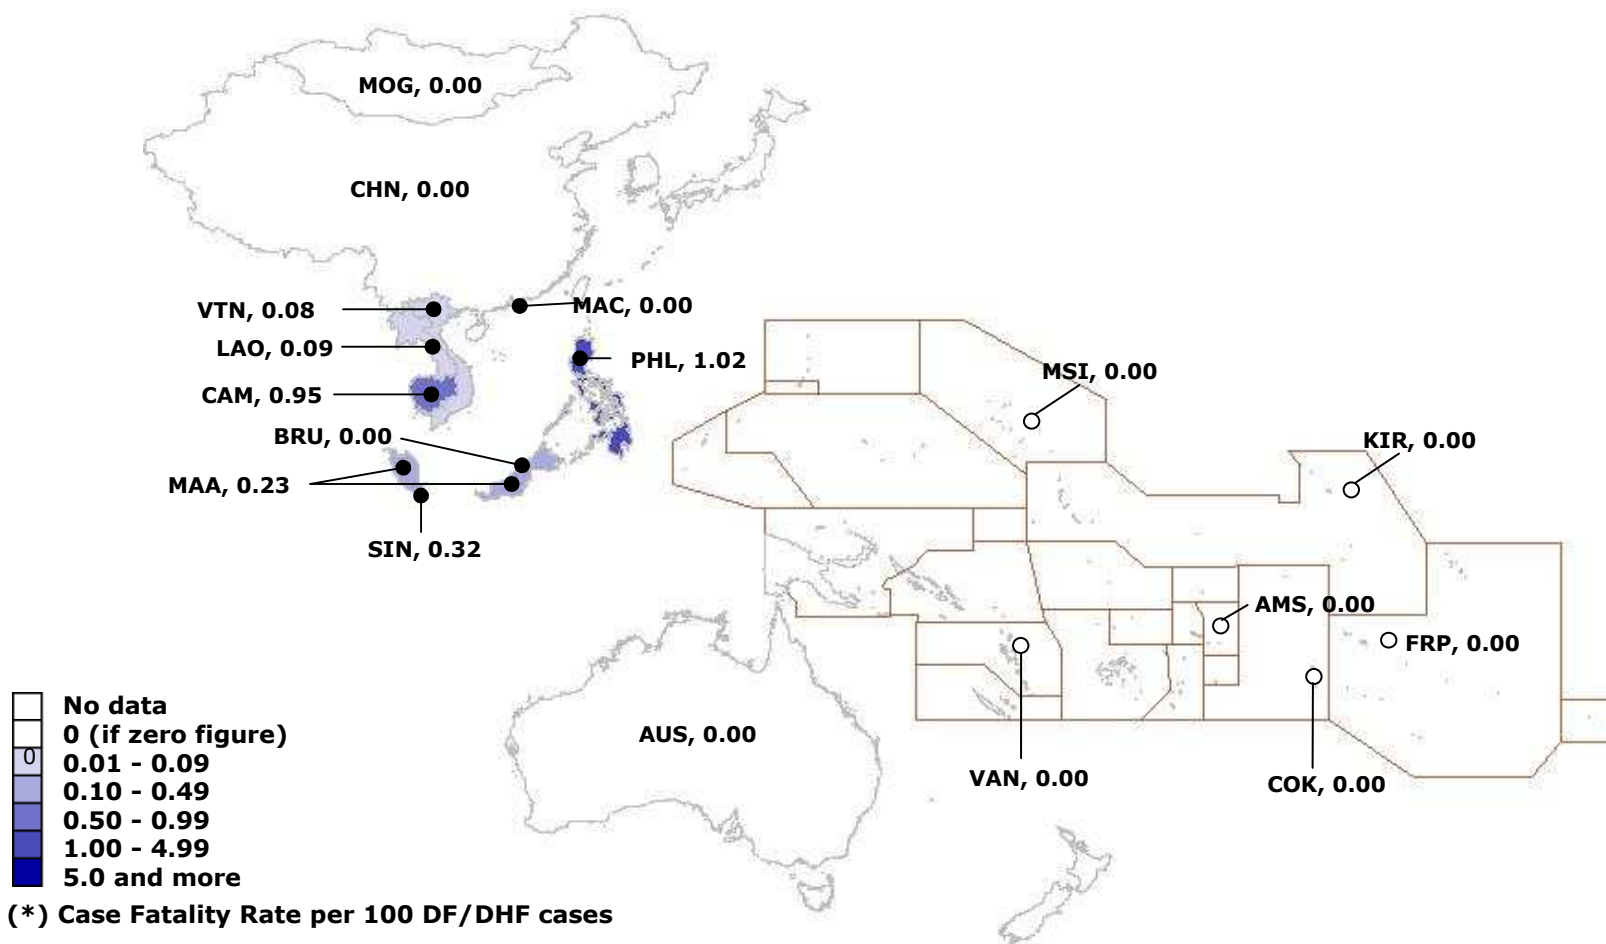 MOG, 0.00
CHN, 0.00
VTN, 0.08
MAC, 0.00
LAO, 0.09
PHL, 1.02
MSI, 0.00
CAM, 0.95
BRU, 0.00
KIR, 0.00
MAA, 0.23
SIN, 0.32
AMS, 0.00
FRP, 0.00
AUS, 0.00
VAN, 0.00
COK, 0.00
No data
0 (if zero figure)
0
0.01 - 0.09
0.10 - 0.49
0.50 - 0.99
1.00 - 4.99
5.0 and more
(*) Case Fatality Rate per 100 DF/DHF cases